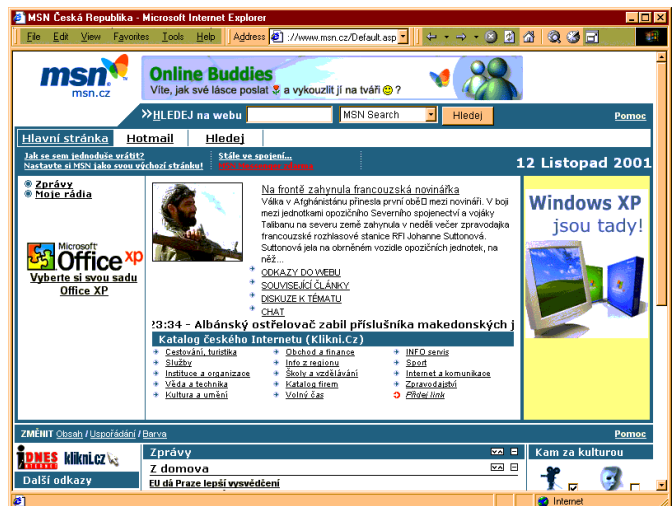 MSN Česká Republika - Microsoft Internet Explorer
File Edit View Favorites Tools Help Address ://www.msn.cz/Default.asp
msn.
msn.cz
Online Buddies
Víte, jak své lásce poslat a vykouzlit jí na tváři ?
HLEDEJ na webu MSN Search Hledej Pomoc
Hlavní stránka Hotmail Hledej
Jak se sem jednoduše vrátit?
Nastavte si MSN jako svou výchozí stránku!
Stále ve spojení...
12 Listopad 2001
Zprávy
Moje rádia
Microsoft
Office xp
Vyberte si svou sadu
Office XP
Na frontě zahynula francouzská novinářka
Válka v Afghánistánu přinesla první obě□ mezi novináři. V boji
mezi jednotkami opozičního Severního spojenectví a vojáky
Talibanu na severu země zahynula v neděli večer zpravodajka
francouzské rozhlasové stanice RFI Johanne Suttonová.
Suttonová jela na obrněném vozidle opozičních jednotek, na
něž...
ODKAZY DO WEBU
SOUVISEJÍCÍ ČLÁNKY
DISKUZE K TÉMATU
CHAT
23:34 - Albánský ostřelovač zabil příslušníka makedonských j
Windows XP
jsou tady!
Katalog českého Internetu (Klikni.Cz)
Cestování, turistika Obchod a finance INFO servis
Služby Info z regionu Sport
Instituce a organizace Školy a vzdělávání Internet a komunikace
Věda a technika Katalog firem Zpravodajství
Kultura a umění Volný čas Přidej link
ZMĚNIT Obsah / Uspořádání / Barva Pomoc
iDNES klikni.cz
Další odkazy
Zprávy
Z domova
EU dá Praze lepší vysvědčení
Kam za kulturou
Internet